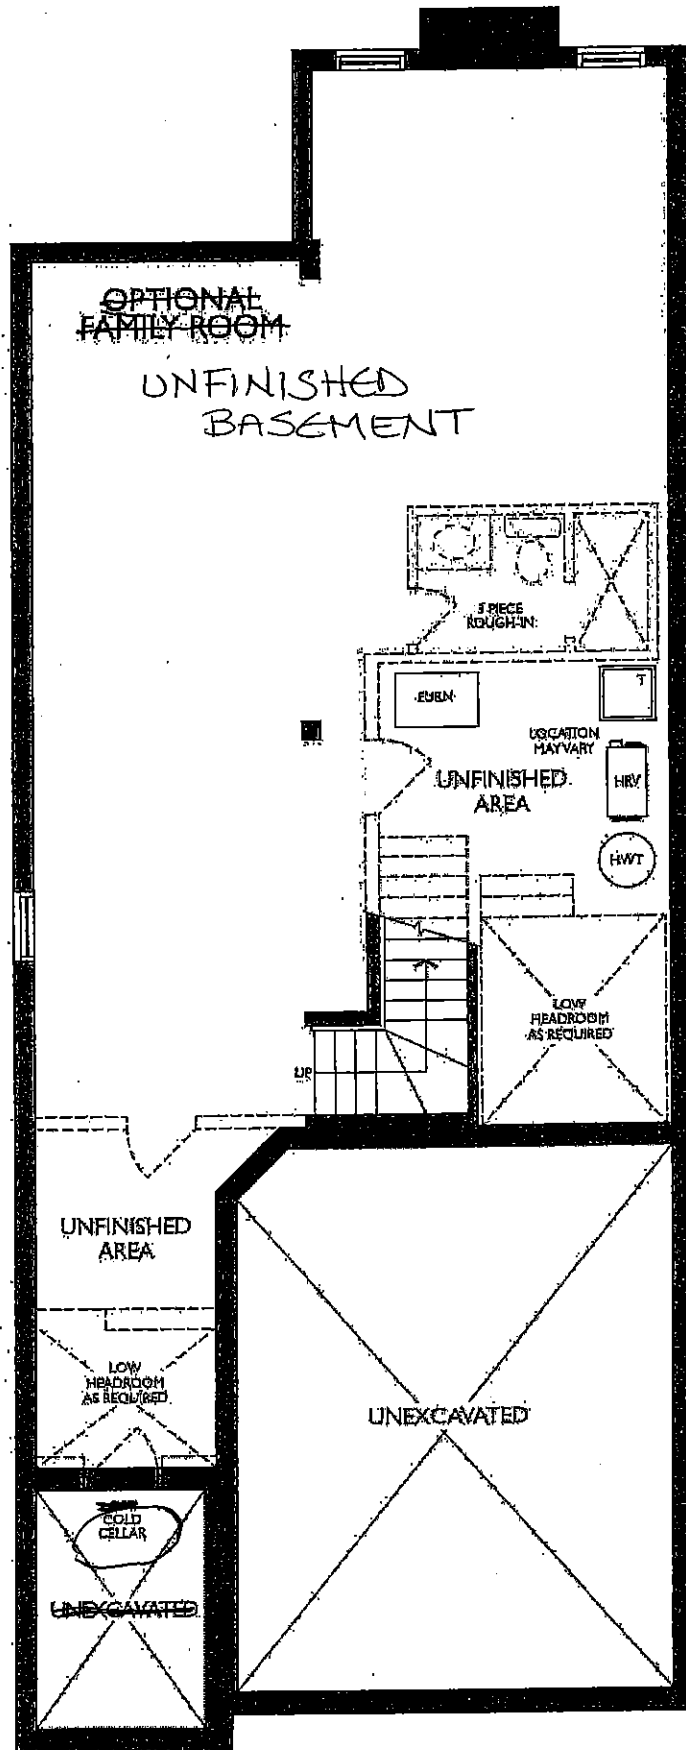 OPTIONAL
FAMILY ROOM
UNFINISHED
BASEMENT
3 PIECE
ROUGH-IN
FURN
T
LOCATION
MAY VARY
HRV
UNFINISHED
AREA
HWT
LOW
HEADROOM
AS REQUIRED
UP
UNFINISHED
AREA
LOW
HEADROOM
AS REQUIRED
UNEXCAVATED
COLD
CELLAR
UNEXCAVATED